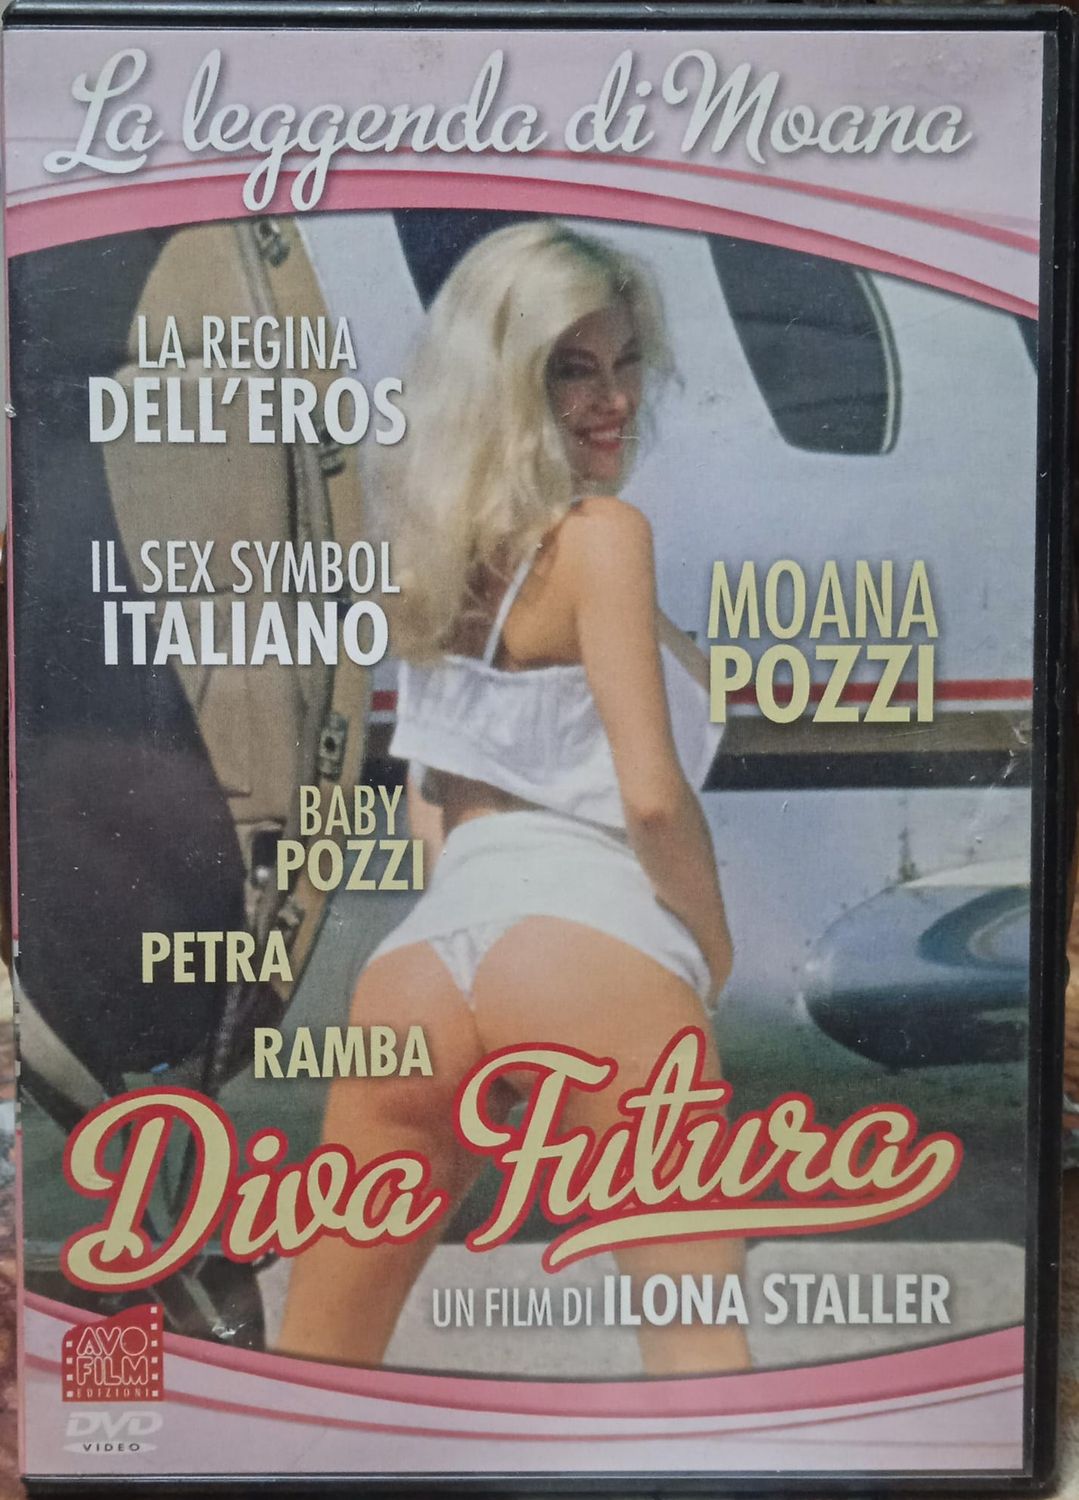 La leggenda di Moana
LA REGINA
DELL'EROS
IL SEX SYMBOL
ITALIANO
MOANA
POZZI
BABY
POZZI
PETRA
RAMBA
Diva Futura
UN FILM DI ILONA STALLER
AVO
FILM
EDIZIONI
DVD
VIDEO